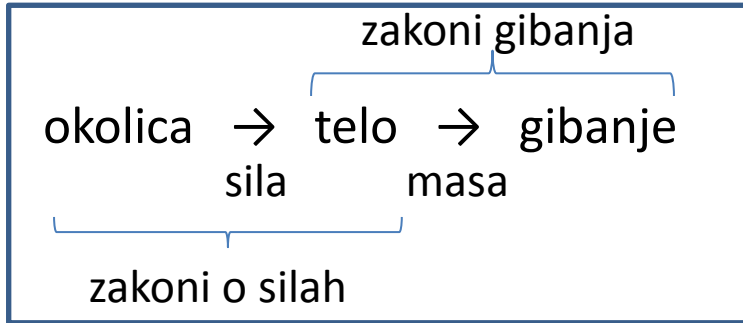 zakoni gibanja
okolica → telo → gibanje
sila masa
zakoni o silah